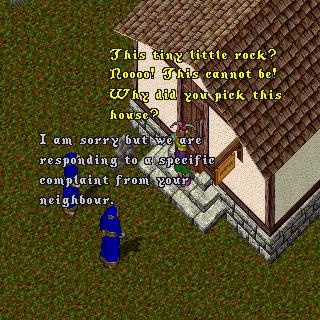 This tiny little rock?
Noooo! This cannot be!
Why did you pick this
house?
I am sorry but we are
responding to a specific
complaint from your
neighbour.